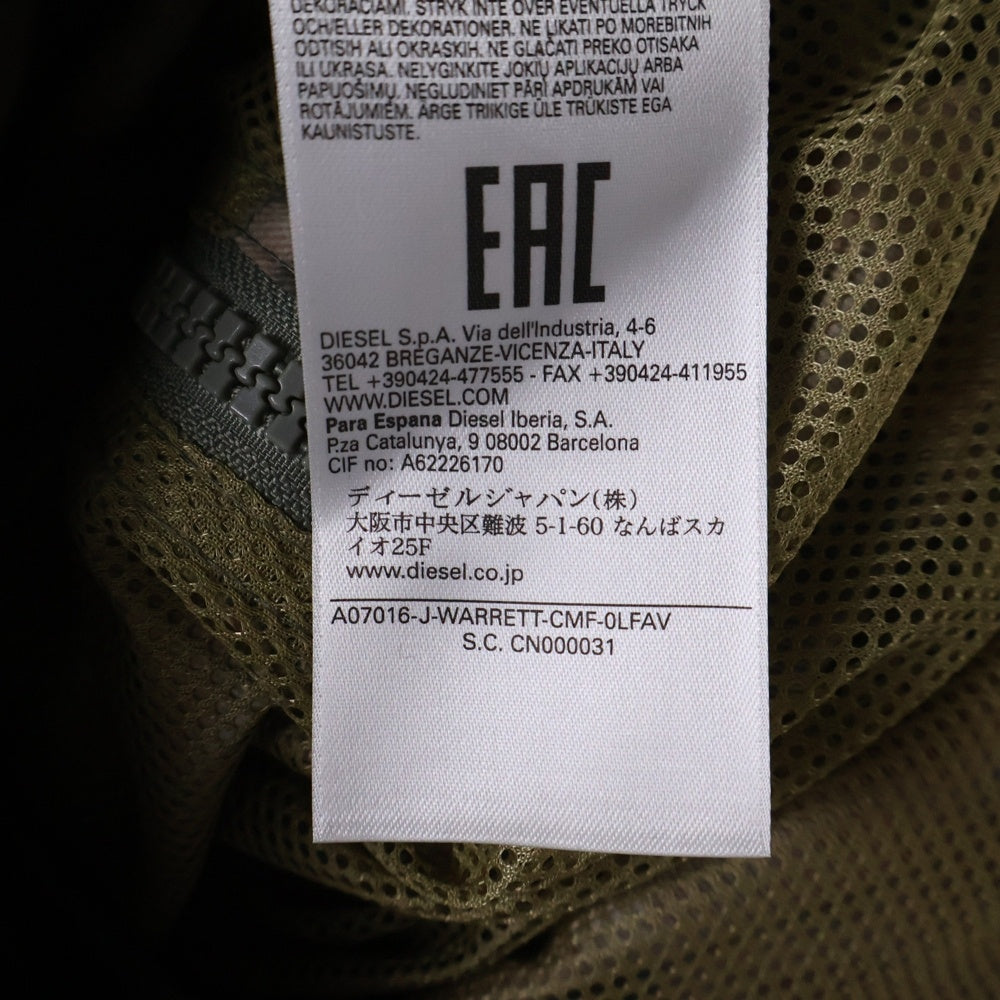 DEKORACIAMI. STRYK INTE ÖVER EVENTUELLA TRYCK
OCH/ELLER DEKORATIONER. NE LIKATI PO MOREBITNIH
ODTISIH ALI OKRASKIH. NE GLAČATI PREKO OTISAKA
ILI UKRASA. NELYGINKITE JOKIŲ APLIKACIJŲ ARBA
PAPUOŠIMŲ. NEGLUDINIET PĀRI APDRUKĀM VAI
ROTĀJUMIEM. ÄRGE TRIIKIGE ÜLE TRÜKISTE EGA
KAUNISTUSTE.
EAC
DIESEL S.p.A. Via dell'Industria, 4-6
36042 BREGANZE-VICENZA-ITALY
TEL +390424-477555 - FAX +390424-411955
WWW.DIESEL.COM
Para Espana Diesel Iberia, S.A.
P.za Catalunya, 9 08002 Barcelona
CIF no: A62226170
ディーゼルジャパン(株)
大阪市中央区難波 5-1-60 なんばスカ
イオ25F
www.diesel.co.jp
A07016-J-WARRETT-CMF-0LFAV
S.C. CN000031